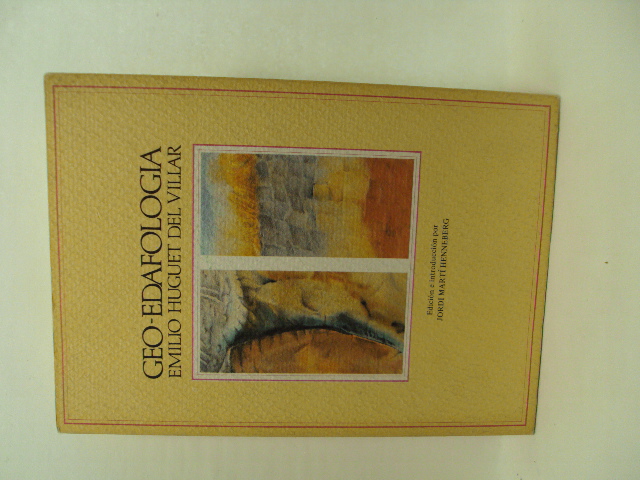 GEO-EDAFOLOGIA
EMILIO HUGUET DEL VILLAR
Edición e introducción por
JORDI MARTÍ HENNEBERG